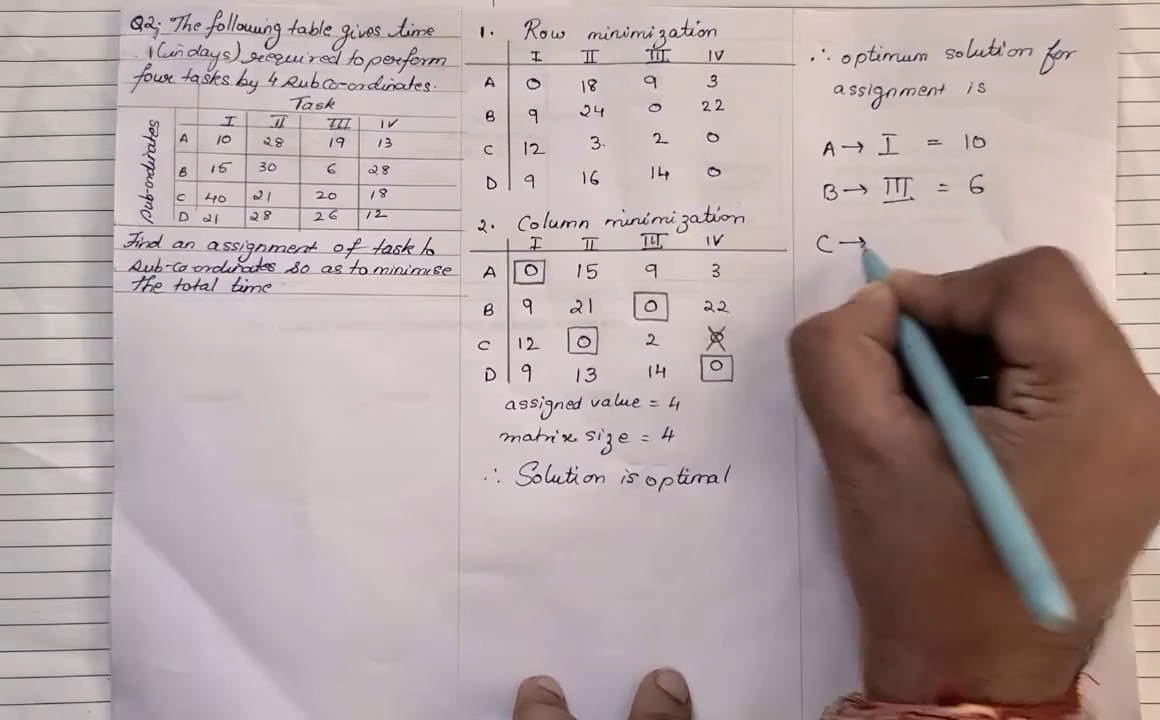 Q2; The following table gives time
(in days) required to perform
four tasks by 4 subco-ordinates.
Task
Sub-ordinates
I II III IV
A 10 28 19 13
B 15 30 6 28
C 40 21 20 18
D 21 28 26 12
Find an assignment of task to
sub-co ordinates so as to minimise
the total time
1. Row minimization
I II III IV
A 0 18 9 3
B 9 24 0 22
C 12 3. 2 0
D 9 16 14 0
2. Column minimization
I II III IV
A 0 15 9 3
B 9 21 0 22
C 12 0 2 0
D 9 13 14 0
assigned value = 4
matrix size = 4
∴ Solution is optimal
∴ optimum solution for
assignment is
A → I = 10
B → III = 6
C →